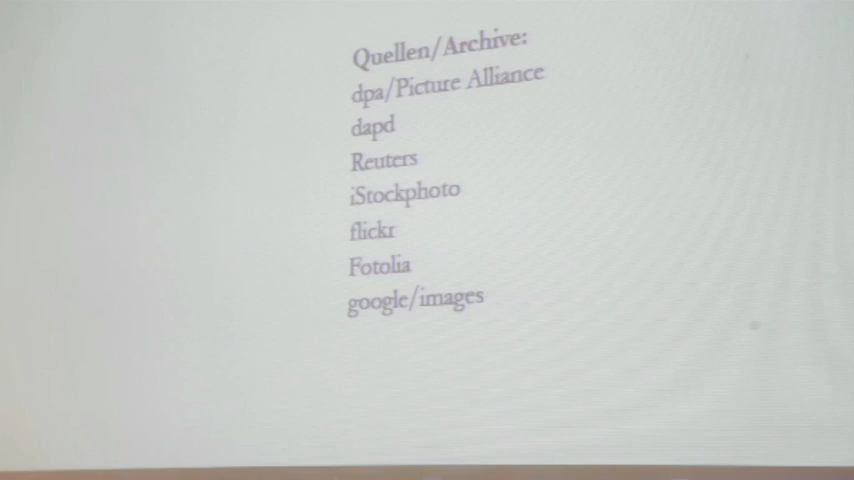 Quellen/Archive:
dpa/Picture Alliance
dapd
Reuters
iStockphoto
flickr
Fotolia
google/images